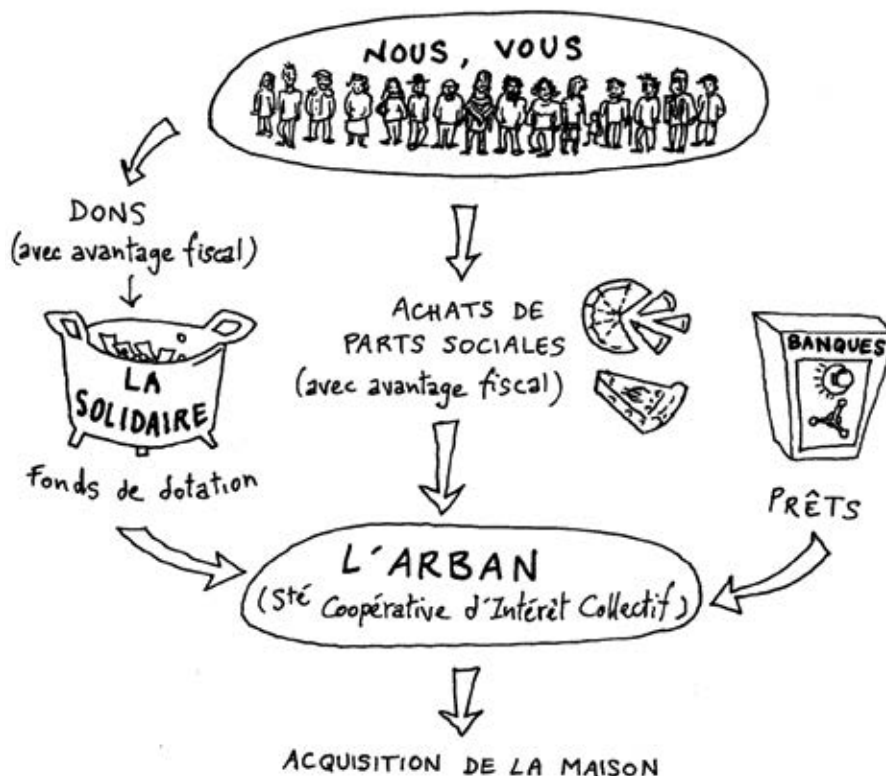 NOUS, VOUS
DONS
(avec avantage fiscal)
LA
SOLIDAIRE
Fonds de dotation
ACHATS DE
PARTS SOCIALES
(avec avantage fiscal)
BANQUES
PRÊTS
L'ARBAN
(Sté Coopérative d'Intérêt Collectif)
ACQUISITION DE LA MAISON